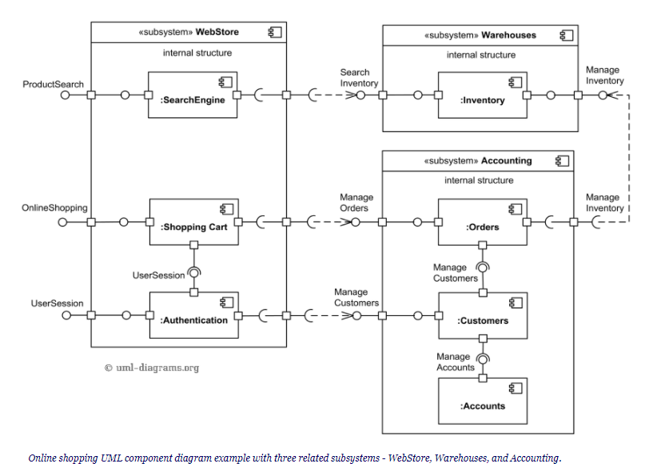 «subsystem» WebStore
internal structure
ProductSearch
:SearchEngine
Search
Inventory
«subsystem» Warehouses
internal structure
:Inventory
Manage
Inventory
«subsystem» Accounting
internal structure
OnlineShopping
:Shopping Cart
Manage
Orders
:Orders
Manage
Inventory
UserSession
Manage
Customers
UserSession
:Authentication
Manage
Customers
:Customers
Manage
Accounts
:Accounts
© uml-diagrams.org
Online shopping UML component diagram example with three related subsystems - WebStore, Warehouses, and Accounting.